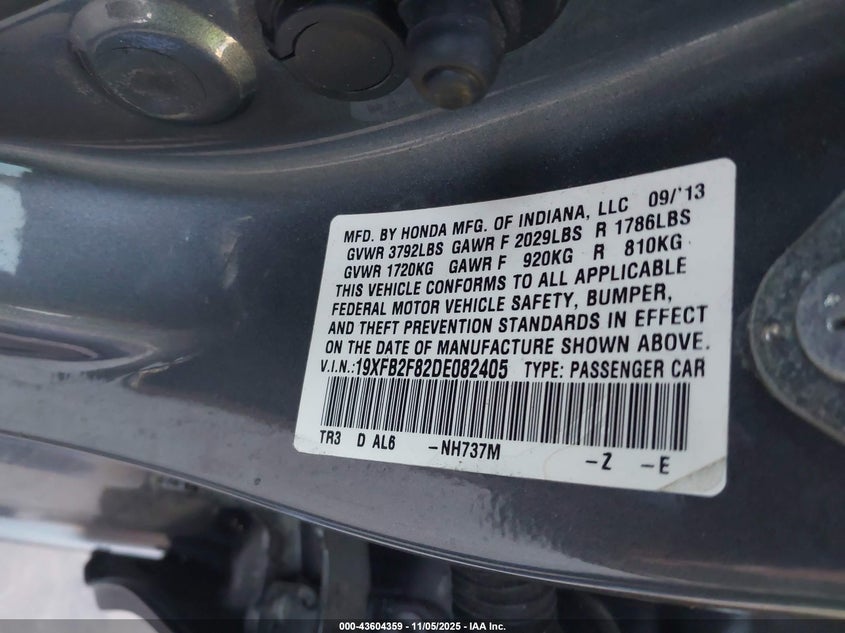 MFD. BY HONDA MFG. OF INDIANA, LLC 09/'13
GVWR 3792LBS GAWR F 2029LBS R 1786LBS
GVWR 1720KG GAWR F 920KG R 810KG
THIS VEHICLE CONFORMS TO ALL APPLICABLE
FEDERAL MOTOR VEHICLE SAFETY, BUMPER,
AND THEFT PREVENTION STANDARDS IN EFFECT
ON THE DATE OF MANUFACTURE SHOWN ABOVE.
V.I.N.:19XFB2F82DE082405 TYPE: PASSENGER CAR
TR3 D AL6 -NH737M -Z -E
000-43604359 - 11/05/2025 - IAA Inc.